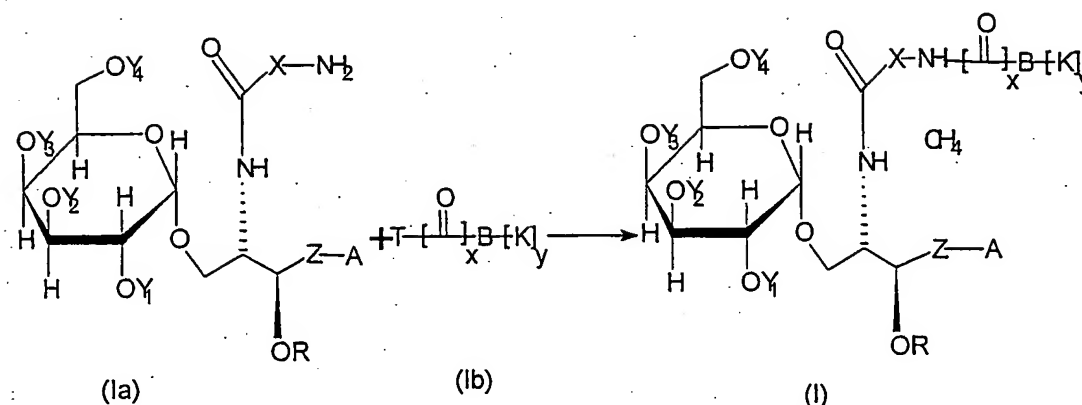 O X NH2 O X-NH-[ O ]x B-[K]y
OY4 OY4
OY3 O H NH OY3 O H NH CH4
H H
OY2 H OY2 H
O Z-A + T-[ O ]x B-[K]y O Z-A
H H H H
OY1 OY1
OR OR
(Ia) (Ib) (I)